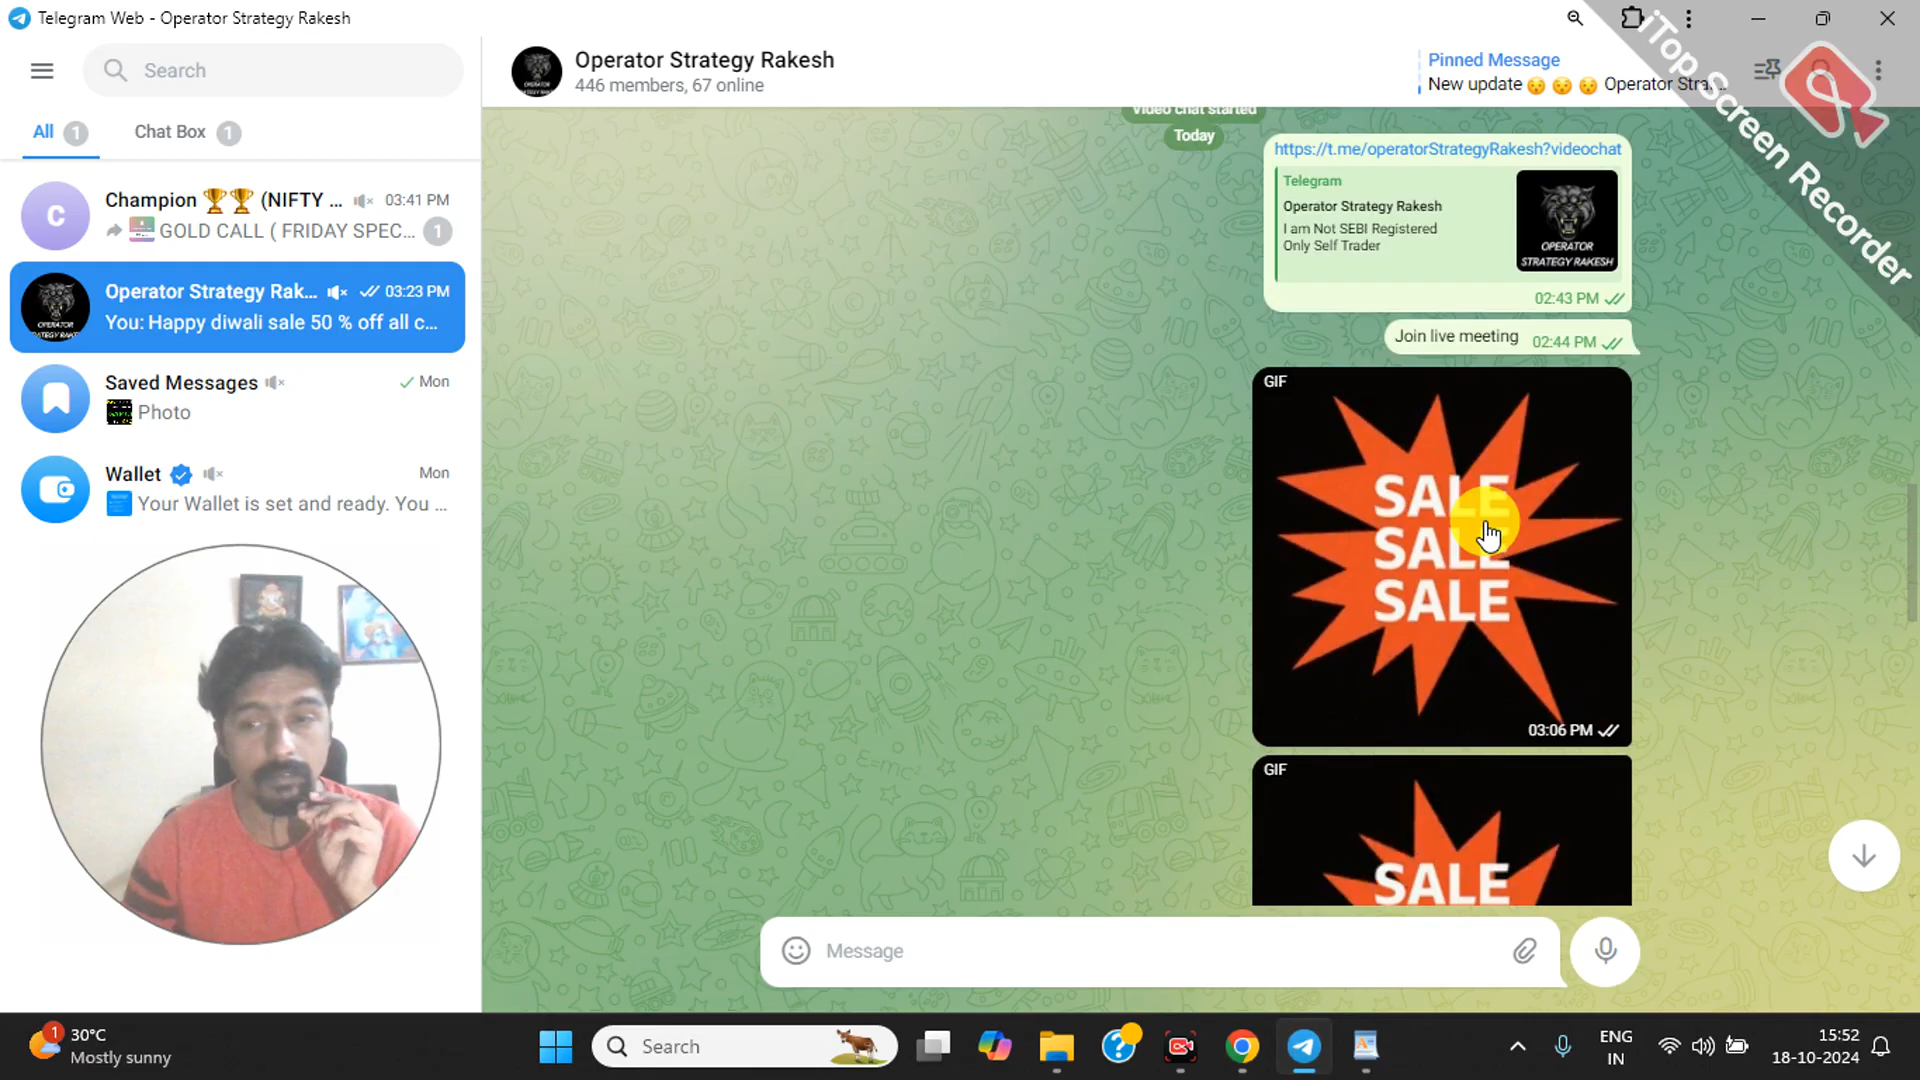 Telegram Web - Operator Strategy Rakesh
Search
All 1
Chat Box 1
Champion 🏆🏆 (NIFTY ... 03:41 PM
GOLD CALL ( FRIDAY SPEC... 1
Operator Strategy Rak... 03:23 PM
You: Happy diwali sale 50 % off all c...
Saved Messages Mon
Photo
Wallet Mon
Your Wallet is set and ready. You ...
Operator Strategy Rakesh
446 members, 67 online
Pinned Message
New update 😌 😌 😌 Operator Stra...
iTop Screen Recorder
Video chat started
Today
https://t.me/operatorStrategyRakesh?videochat
Telegram
Operator Strategy Rakesh
I am Not SEBI Registered
Only Self Trader
OPERATOR
STRATEGY RAKESH
02:43 PM
Join live meeting 02:44 PM
GIF
SALE
SALE
SALE
03:06 PM
GIF
SALE
Message
1
30°C
Mostly sunny
Search
ENG
IN
15:52
18-10-2024